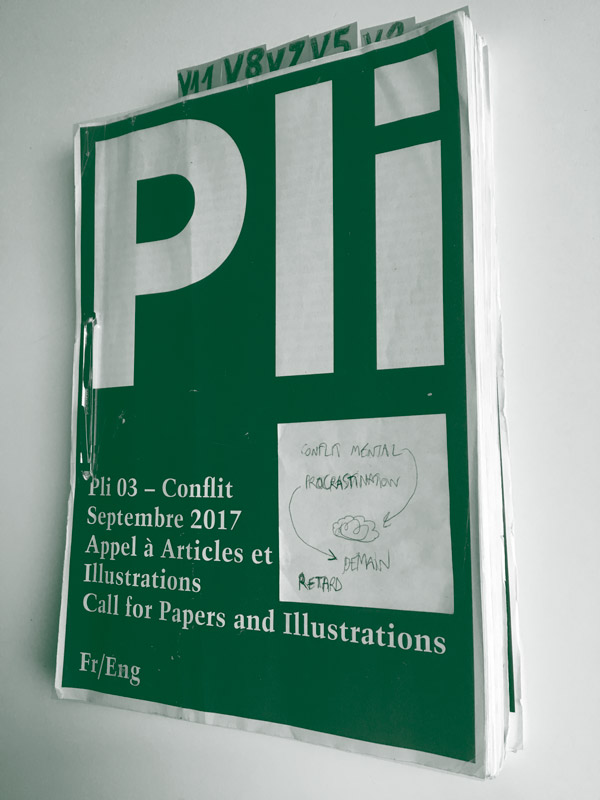 V11 V8 V7 V5
Pli
CONFLIT MENTAL
PROCRASTINATION
DEMAIN
RETARD
Pli 03 – Conflit
Septembre 2017
Appel à Articles et
Illustrations
Call for Papers and Illustrations
Fr/Eng